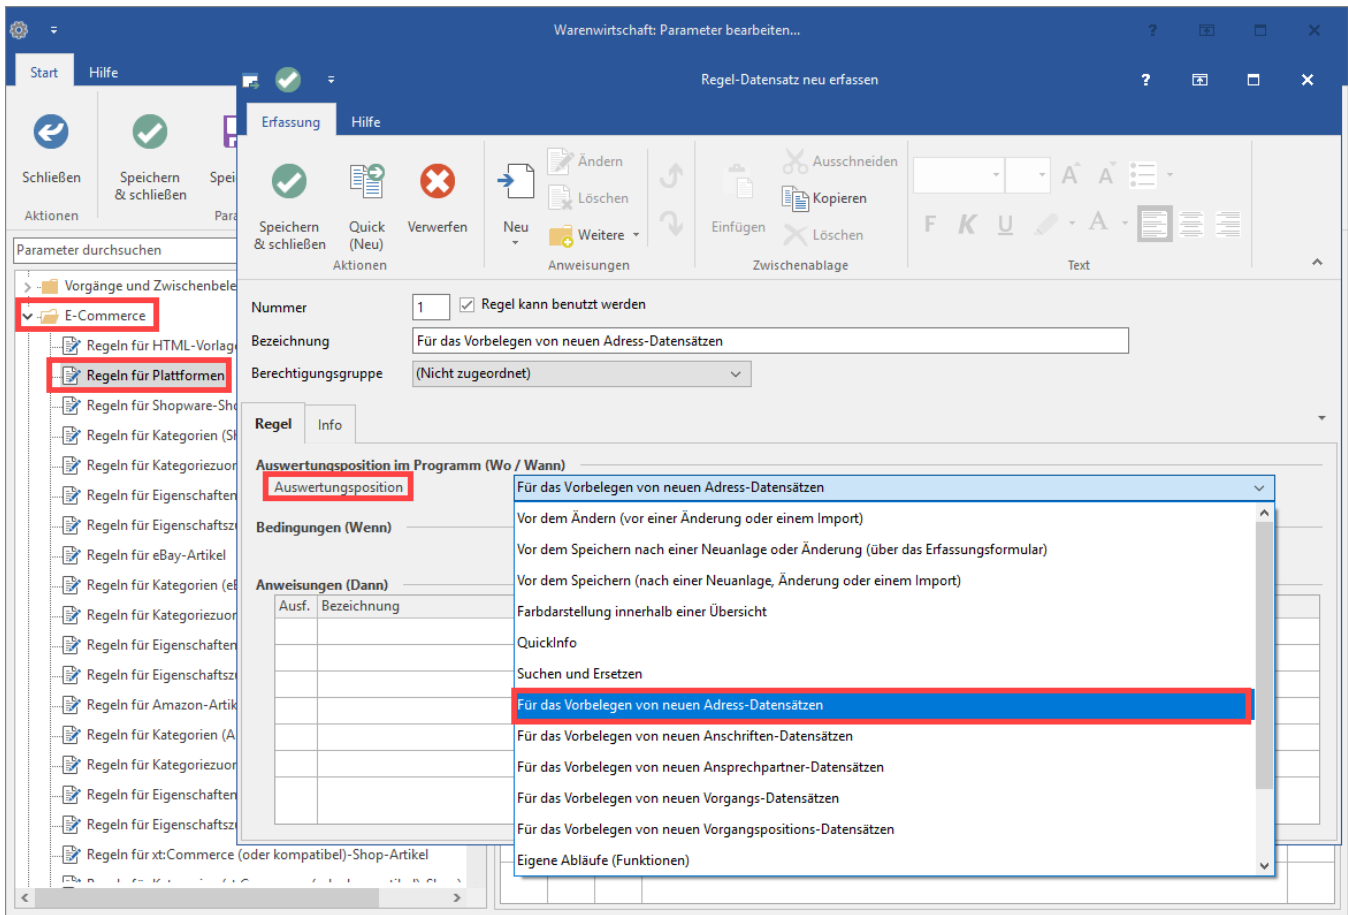 Warenwirtschaft: Parameter bearbeiten...
Start Hilfe
Regel-Datensatz neu erfassen
Erfassung Hilfe
Schließen
Speichern
& schließen
Aktionen
Speichern
& schließen
Quick
(Neu)
Verwerfen
Aktionen
Neu
Ändern
Löschen
Weitere
Anweisungen
Einfügen
Ausschneiden
Kopieren
Löschen
Zwischenablage
F K U A
Text
Parameter durchsuchen
Vorgänge und Zwischenbele
E-Commerce
Regeln für HTML-Vorlage
Regeln für Plattformen
Regeln für Shopware-Sho
Regeln für Kategorien (Sh
Regeln für Kategoriezuor
Regeln für Eigenschaften
Regeln für Eigenschaftszu
Regeln für eBay-Artikel
Regeln für Kategorien (eB
Regeln für Kategoriezuor
Regeln für Eigenschaften
Regeln für Eigenschaftszu
Regeln für Amazon-Artik
Regeln für Kategorien (A
Regeln für Kategoriezuor
Regeln für Eigenschaften
Regeln für Eigenschaftszu
Regeln für xt:Commerce (oder kompatibel)-Shop-Artikel
Nummer 1 Regel kann benutzt werden
Bezeichnung Für das Vorbelegen von neuen Adress-Datensätzen
Berechtigungsgruppe (Nicht zugeordnet)
Regel Info
Auswertungsposition im Programm (Wo / Wann)
Auswertungsposition Für das Vorbelegen von neuen Adress-Datensätzen
Bedingungen (Wenn)
Anweisungen (Dann)
Ausf. Bezeichnung
Vor dem Ändern (vor einer Änderung oder einem Import)
Vor dem Speichern nach einer Neuanlage oder Änderung (über das Erfassungsformular)
Vor dem Speichern (nach einer Neuanlage, Änderung oder einem Import)
Farbdarstellung innerhalb einer Übersicht
QuickInfo
Suchen und Ersetzen
Für das Vorbelegen von neuen Adress-Datensätzen
Für das Vorbelegen von neuen Anschriften-Datensätzen
Für das Vorbelegen von neuen Ansprechpartner-Datensätzen
Für das Vorbelegen von neuen Vorgangs-Datensätzen
Für das Vorbelegen von neuen Vorgangspositions-Datensätzen
Eigene Abläufe (Funktionen)